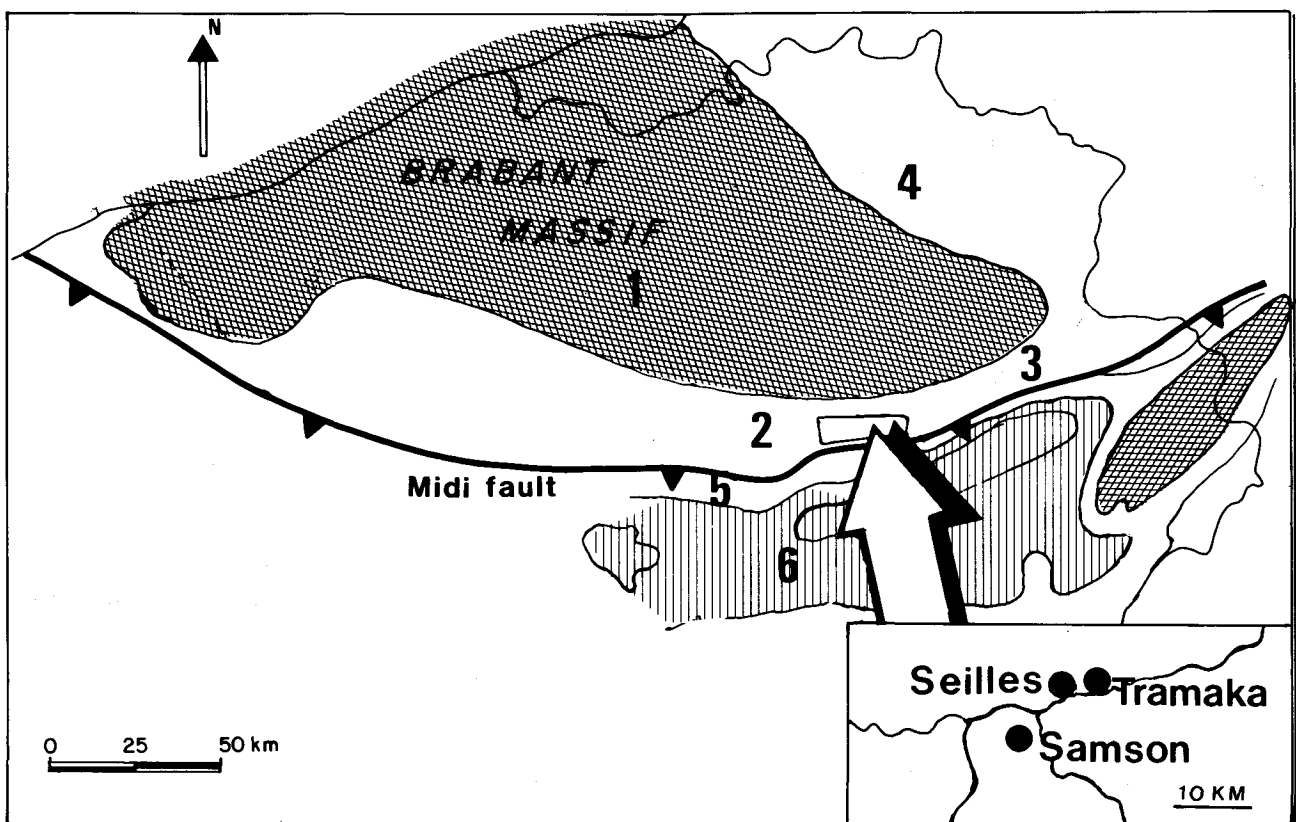 N
BRABANT
MASSIF
4
1
3
2
Midi fault
5
6
Seilles
Tramaka
Samson
0 25 50 km
10 KM